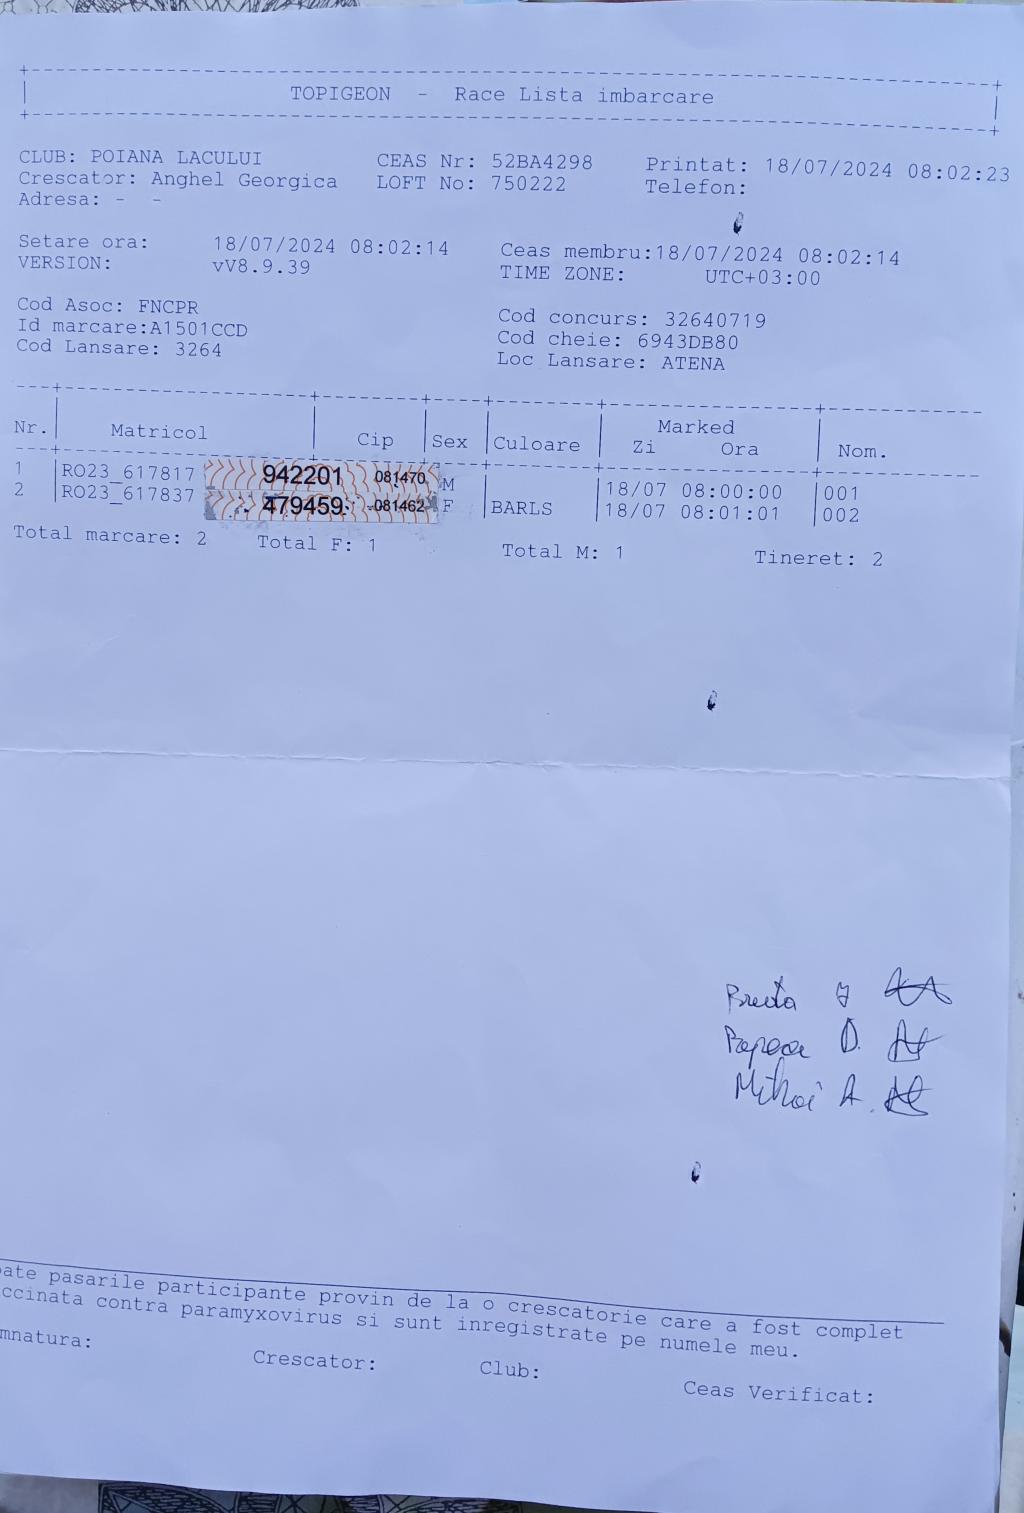 TOPIGEON - Race Lista imbarcare
CLUB: POIANA LACULUI CEAS Nr: 52BA4298 Printat: 18/07/2024 08:02:23
Crescator: Anghel Georgica LOFT No: 750222 Telefon:
Adresa: - -
Setare ora: 18/07/2024 08:02:14 Ceas membru:18/07/2024 08:02:14
VERSION: vV8.9.39 TIME ZONE: UTC+03:00
Cod Asoc: FNCPR Cod concurs: 32640719
Id marcare:A1501CCD Cod cheie: 6943DB80
Cod Lansare: 3264 Loc Lansare: ATENA
Nr. Matricol Cip Sex Culoare Marked Zi Ora Nom.
1 RO23_617817 942201 081470 M 18/07 08:00:00 001
2 RO23_617837 479459 081462 F BARLS 18/07 08:01:01 002
Total marcare: 2 Total F: 1 Total M: 1 Tineret: 2
Mihai A.
ate pasarile participante provin de la o crescatorie care a fost complet
ccinata contra paramyxovirus si sunt inregistrate pe numele meu.
mnatura: Crescator: Club: Ceas Verificat: